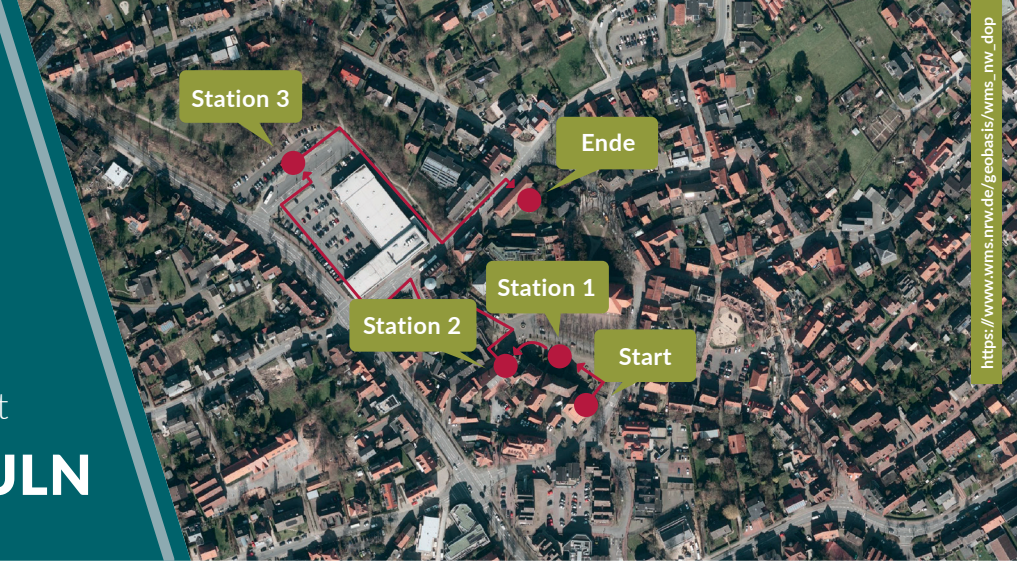 Station 3
Ende
Station 1
Station 2
Start
t
ULN
https://www.wms.nrw.de/geobasis/wms_nw_dop